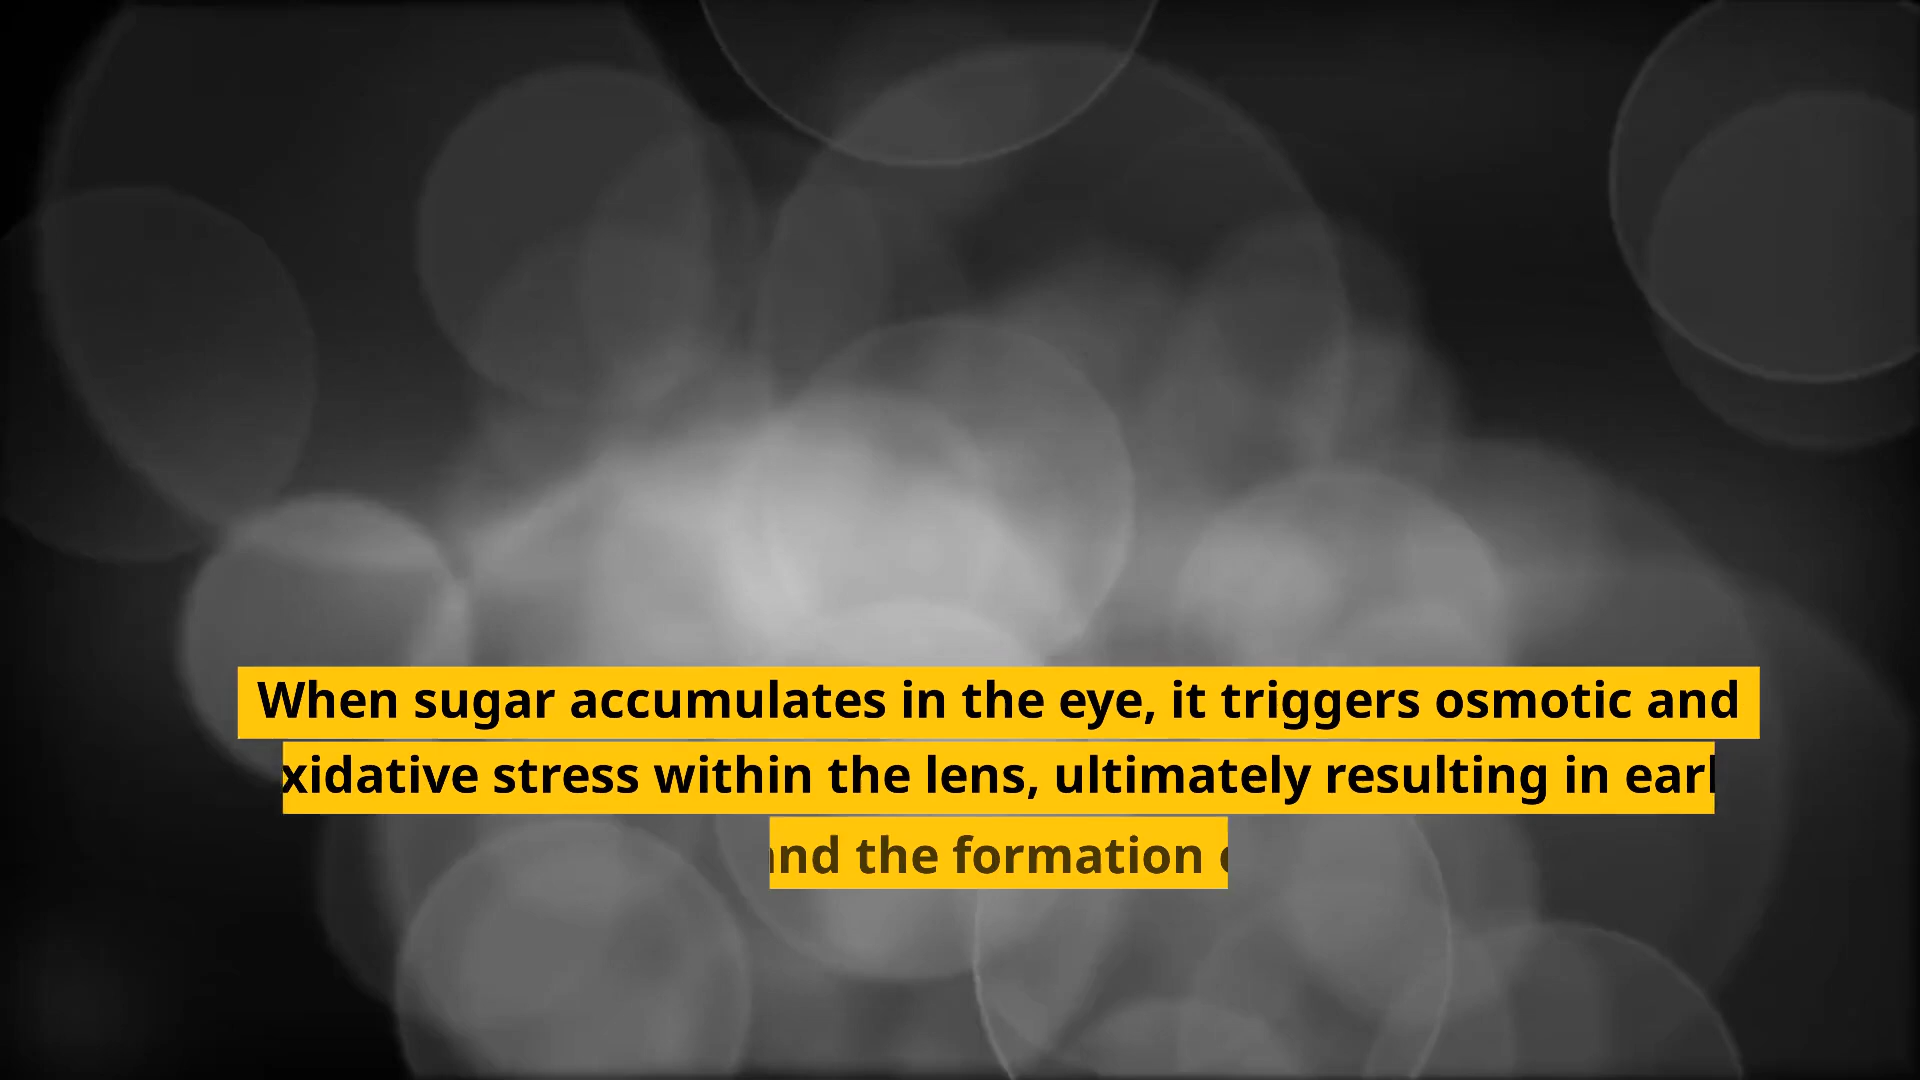 When sugar accumulates in the eye, it triggers osmotic and
xidative stress within the lens, ultimately resulting in earl
nd the formation